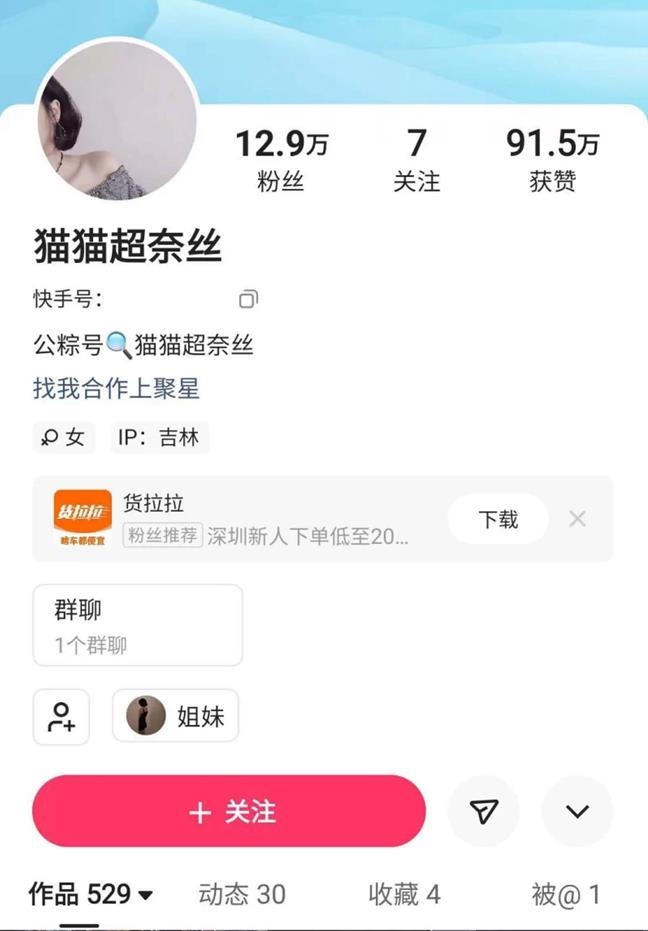 12.9万 7 91.5万
粉丝 关注 获赞
猫猫超奈丝
快手号:
公粽号🔍猫猫超奈丝
找我合作上聚星
女 IP: 吉林
货拉拉
货拉拉
啥车都便宜
粉丝推荐 深圳新人下单低至20...
下载
群聊
1个群聊
姐妹
+ 关注
作品 529 动态 30 收藏 4 被@ 1